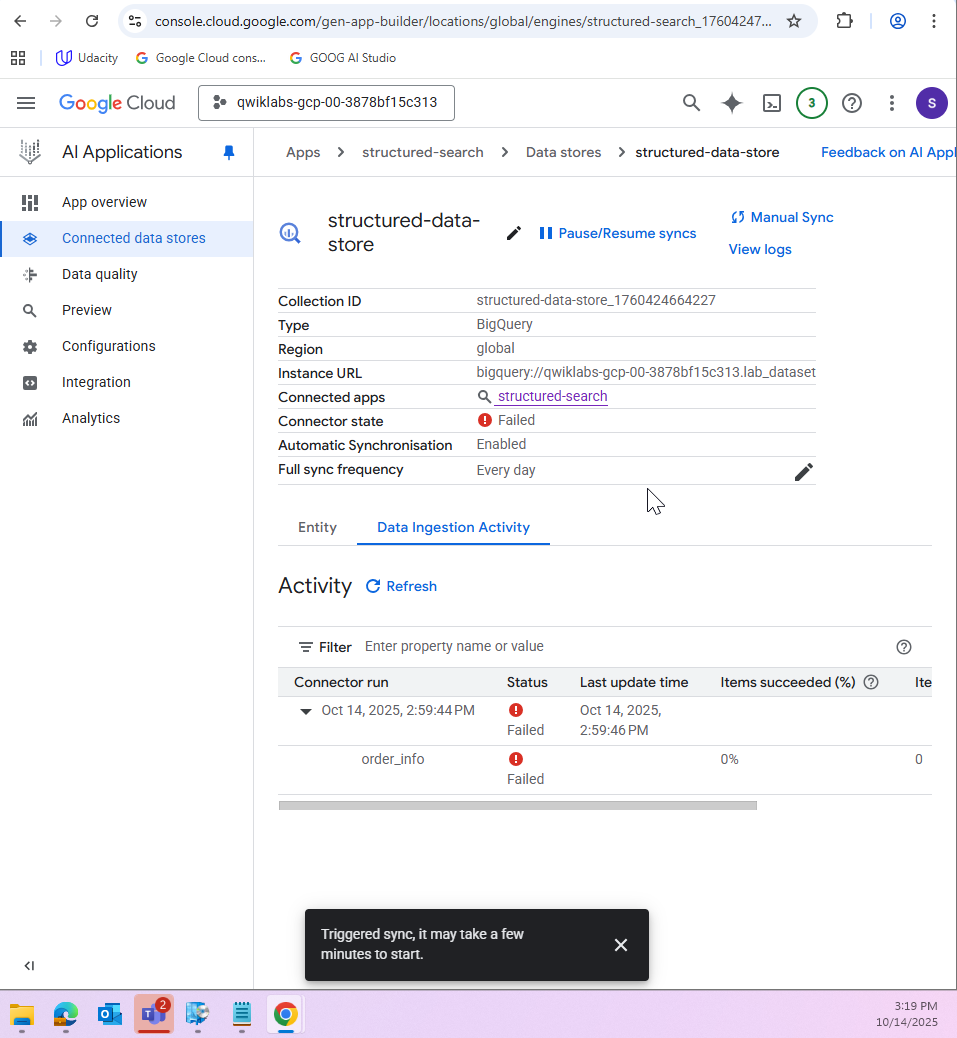 console.cloud.google.com/gen-app-builder/locations/global/engines/structured-search_17604247...
Udacity
Google Cloud cons...
GOOG AI Studio
Google Cloud
qwiklabs-gcp-00-3878bf15c313
3
S
AI Applications
Apps
structured-search
Data stores
structured-data-store
Feedback on AI Appl
App overview
Connected data stores
Data quality
Preview
Configurations
Integration
Analytics
structured-data-
store
Pause/Resume syncs
Manual Sync
View logs
Collection ID structured-data-store_1760424664227
Type BigQuery
Region global
Instance URL bigquery://qwiklabs-gcp-00-3878bf15c313.lab_dataset
Connected apps structured-search
Connector state Failed
Automatic Synchronisation Enabled
Full sync frequency Every day
Entity Data Ingestion Activity
Activity Refresh
Filter Enter property name or value
Connector run Status Last update time Items succeeded (%) Ite
Oct 14, 2025, 2:59:44 PM Oct 14, 2025,
Failed 2:59:46 PM
order_info 0% 0
Failed
Triggered sync, it may take a few
minutes to start.
2
3:19 PM
10/14/2025